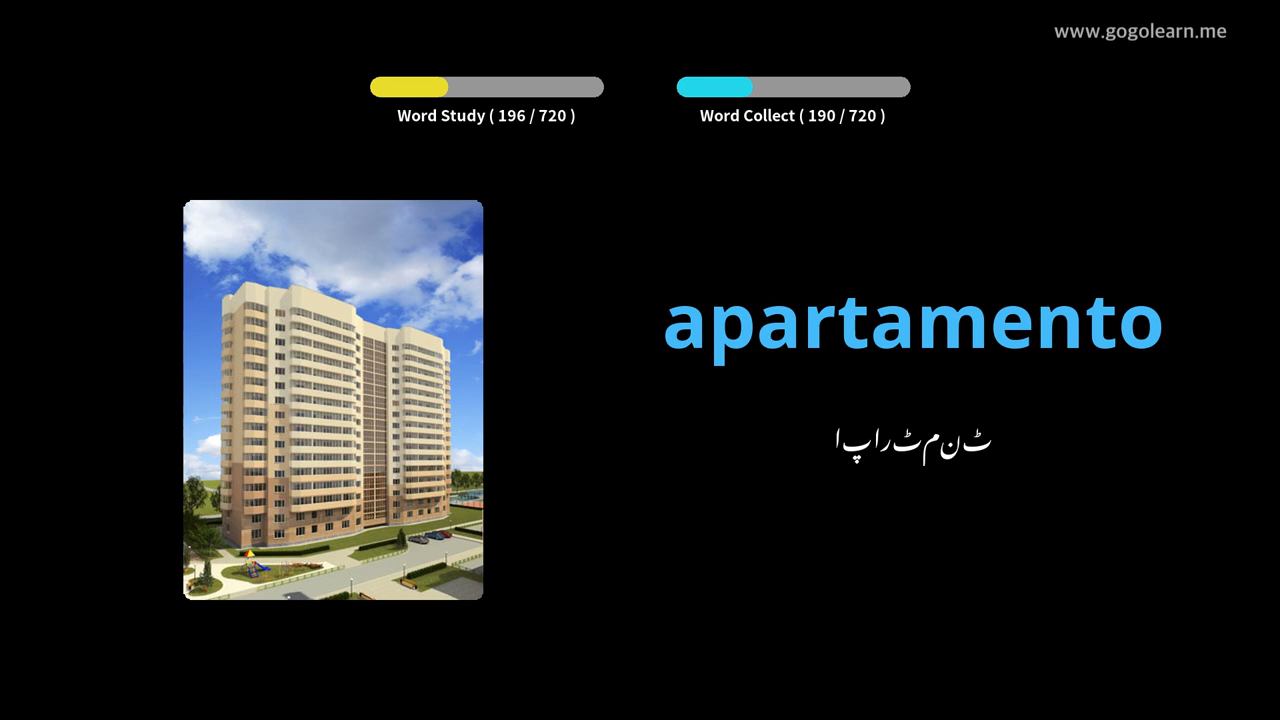 www.gogolearn.me
Word Study ( 196 / 720 )
Word Collect ( 190 / 720 )
apartamento
اپارٹمنٹ